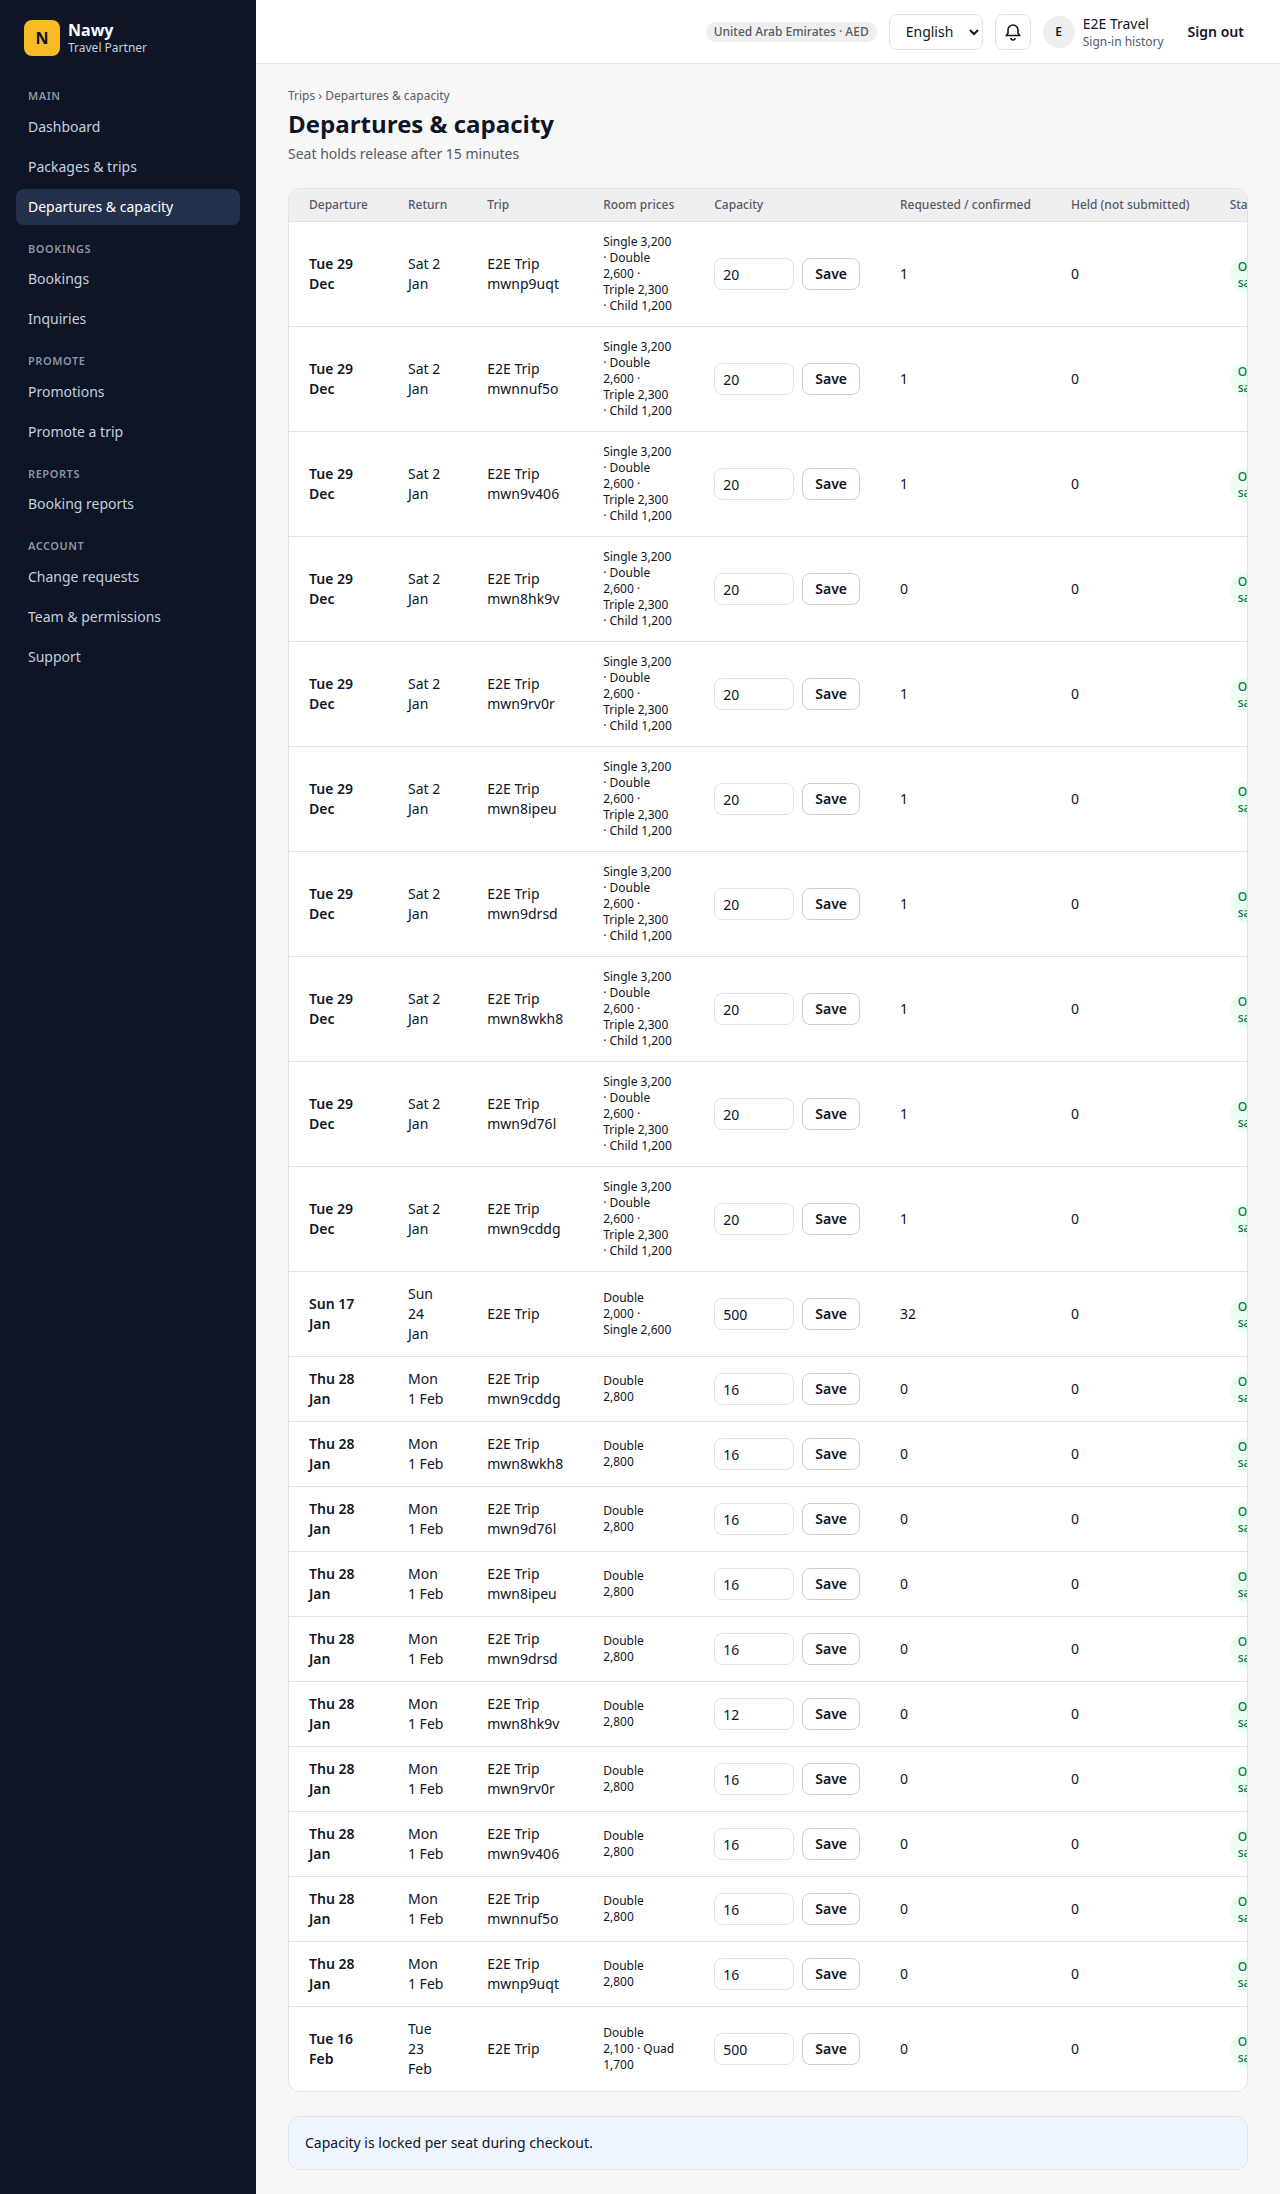 N
Nawy
Travel Partner
MAIN
Dashboard
Packages & trips
Departures & capacity
BOOKINGS
Bookings
Inquiries
PROMOTE
Promotions
Promote a trip
REPORTS
Booking reports
ACCOUNT
Change requests
Team & permissions
Support
United Arab Emirates · AED
English
E
E2E Travel
Sign-in history
Sign out
Trips › Departures & capacity
Departures & capacity
Seat holds release after 15 minutes
Departure Return Trip Room prices Capacity Requested / confirmed Held (not submitted) Sta
Tue 29 Dec Sat 2 Jan E2E Trip mwnp9uqt Single 3,200 · Double 2,600 · Triple 2,300 · Child 1,200 20 Save 1 0
Tue 29 Dec Sat 2 Jan E2E Trip mwnnuf5o Single 3,200 · Double 2,600 · Triple 2,300 · Child 1,200 20 Save 1 0
Tue 29 Dec Sat 2 Jan E2E Trip mwn9v406 Single 3,200 · Double 2,600 · Triple 2,300 · Child 1,200 20 Save 1 0
Tue 29 Dec Sat 2 Jan E2E Trip mwn8hk9v Single 3,200 · Double 2,600 · Triple 2,300 · Child 1,200 20 Save 0 0
Tue 29 Dec Sat 2 Jan E2E Trip mwn9rv0r Single 3,200 · Double 2,600 · Triple 2,300 · Child 1,200 20 Save 1 0
Tue 29 Dec Sat 2 Jan E2E Trip mwn8ipeu Single 3,200 · Double 2,600 · Triple 2,300 · Child 1,200 20 Save 1 0
Tue 29 Dec Sat 2 Jan E2E Trip mwn9drsd Single 3,200 · Double 2,600 · Triple 2,300 · Child 1,200 20 Save 1 0
Tue 29 Dec Sat 2 Jan E2E Trip mwn8wkh8 Single 3,200 · Double 2,600 · Triple 2,300 · Child 1,200 20 Save 1 0
Tue 29 Dec Sat 2 Jan E2E Trip mwn9d76l Single 3,200 · Double 2,600 · Triple 2,300 · Child 1,200 20 Save 1 0
Tue 29 Dec Sat 2 Jan E2E Trip mwn9cddg Single 3,200 · Double 2,600 · Triple 2,300 · Child 1,200 20 Save 1 0
Sun 17 Jan Sun 24 Jan E2E Trip Double 2,000 · Single 2,600 500 Save 32 0
Thu 28 Jan Mon 1 Feb E2E Trip mwn9cddg Double 2,800 16 Save 0 0
Thu 28 Jan Mon 1 Feb E2E Trip mwn8wkh8 Double 2,800 16 Save 0 0
Thu 28 Jan Mon 1 Feb E2E Trip mwn9d76l Double 2,800 16 Save 0 0
Thu 28 Jan Mon 1 Feb E2E Trip mwn8ipeu Double 2,800 16 Save 0 0
Thu 28 Jan Mon 1 Feb E2E Trip mwn9drsd Double 2,800 16 Save 0 0
Thu 28 Jan Mon 1 Feb E2E Trip mwn8hk9v Double 2,800 12 Save 0 0
Thu 28 Jan Mon 1 Feb E2E Trip mwn9rv0r Double 2,800 16 Save 0 0
Thu 28 Jan Mon 1 Feb E2E Trip mwn9v406 Double 2,800 16 Save 0 0
Thu 28 Jan Mon 1 Feb E2E Trip mwnnuf5o Double 2,800 16 Save 0 0
Thu 28 Jan Mon 1 Feb E2E Trip mwnp9uqt Double 2,800 16 Save 0 0
Tue 16 Feb Tue 23 Feb E2E Trip Double 2,100 · Quad 1,700 500 Save 0 0
Capacity is locked per seat during checkout.